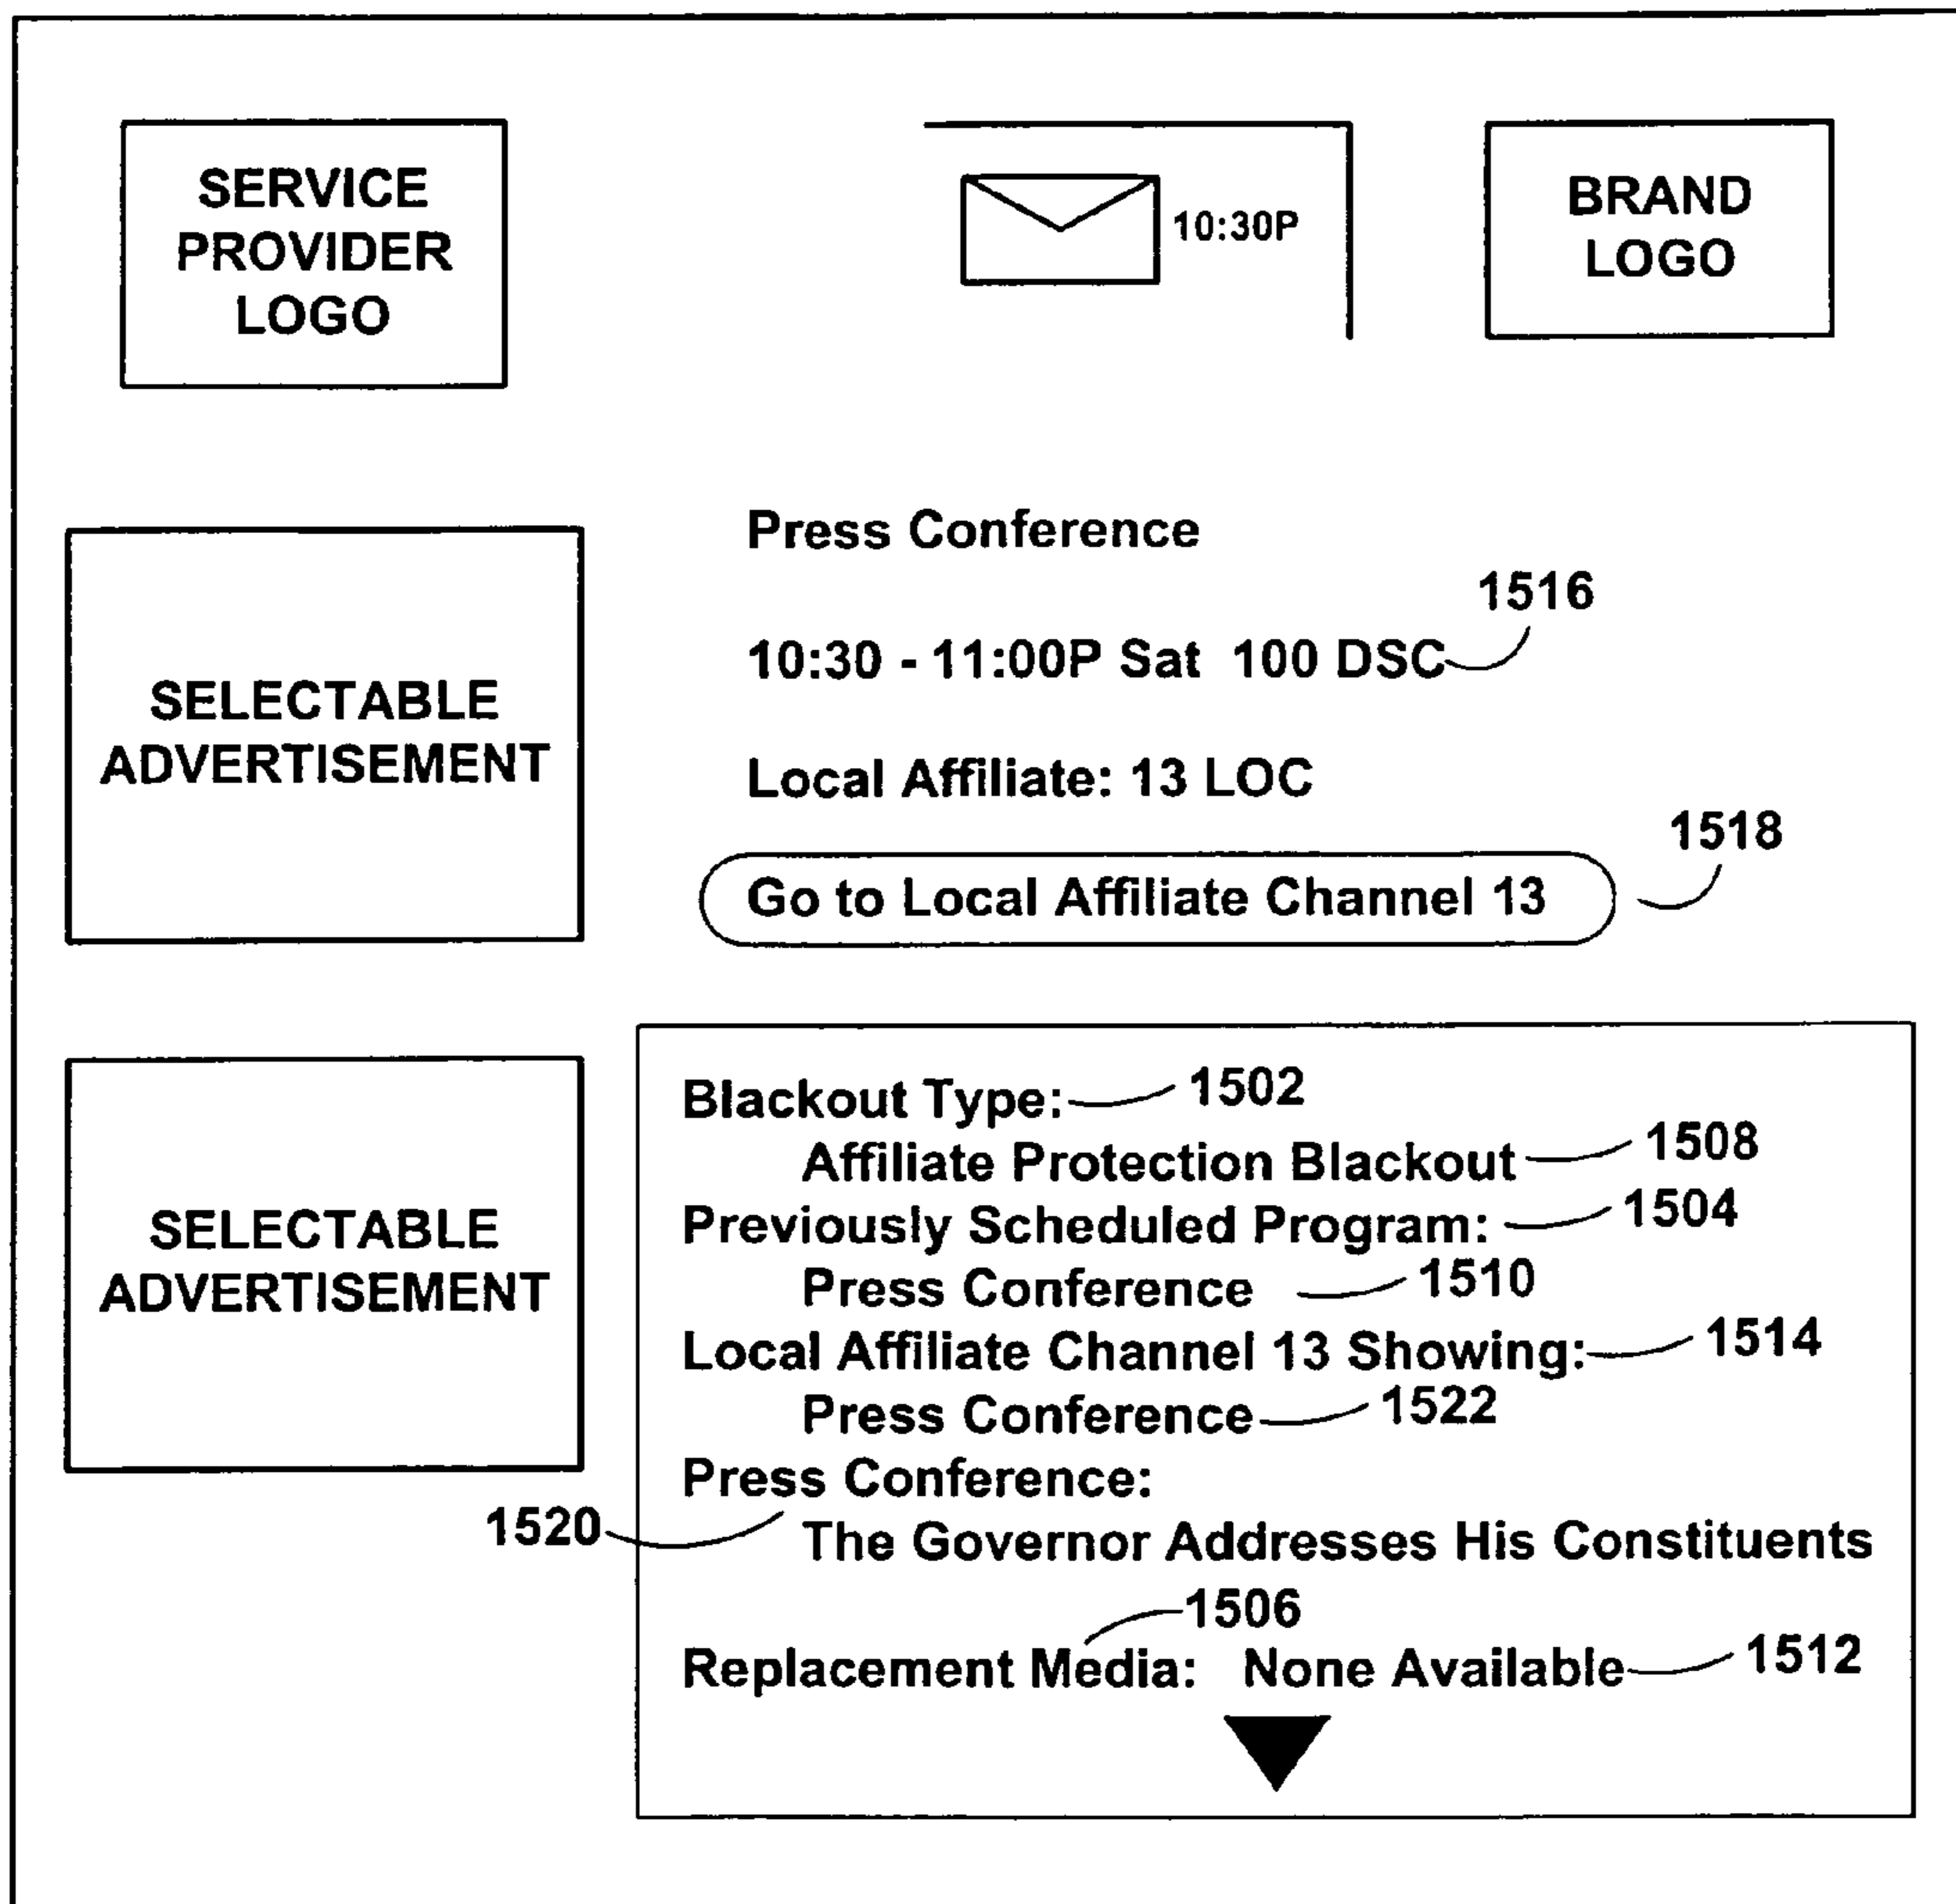 SERVICE
PROVIDER
LOGO
10:30P
BRAND
LOGO
SELECTABLE
ADVERTISEMENT
Press Conference
1516
10:30 - 11:00P Sat 100 DSC
Local Affiliate: 13 LOC
1518
Go to Local Affiliate Channel 13
SELECTABLE
ADVERTISEMENT
Blackout Type: 1502
Affiliate Protection Blackout 1508
Previously Scheduled Program: 1504
Press Conference 1510
Local Affiliate Channel 13 Showing: 1514
Press Conference 1522
Press Conference:
1520
The Governor Addresses His Constituents
1506
Replacement Media: None Available 1512